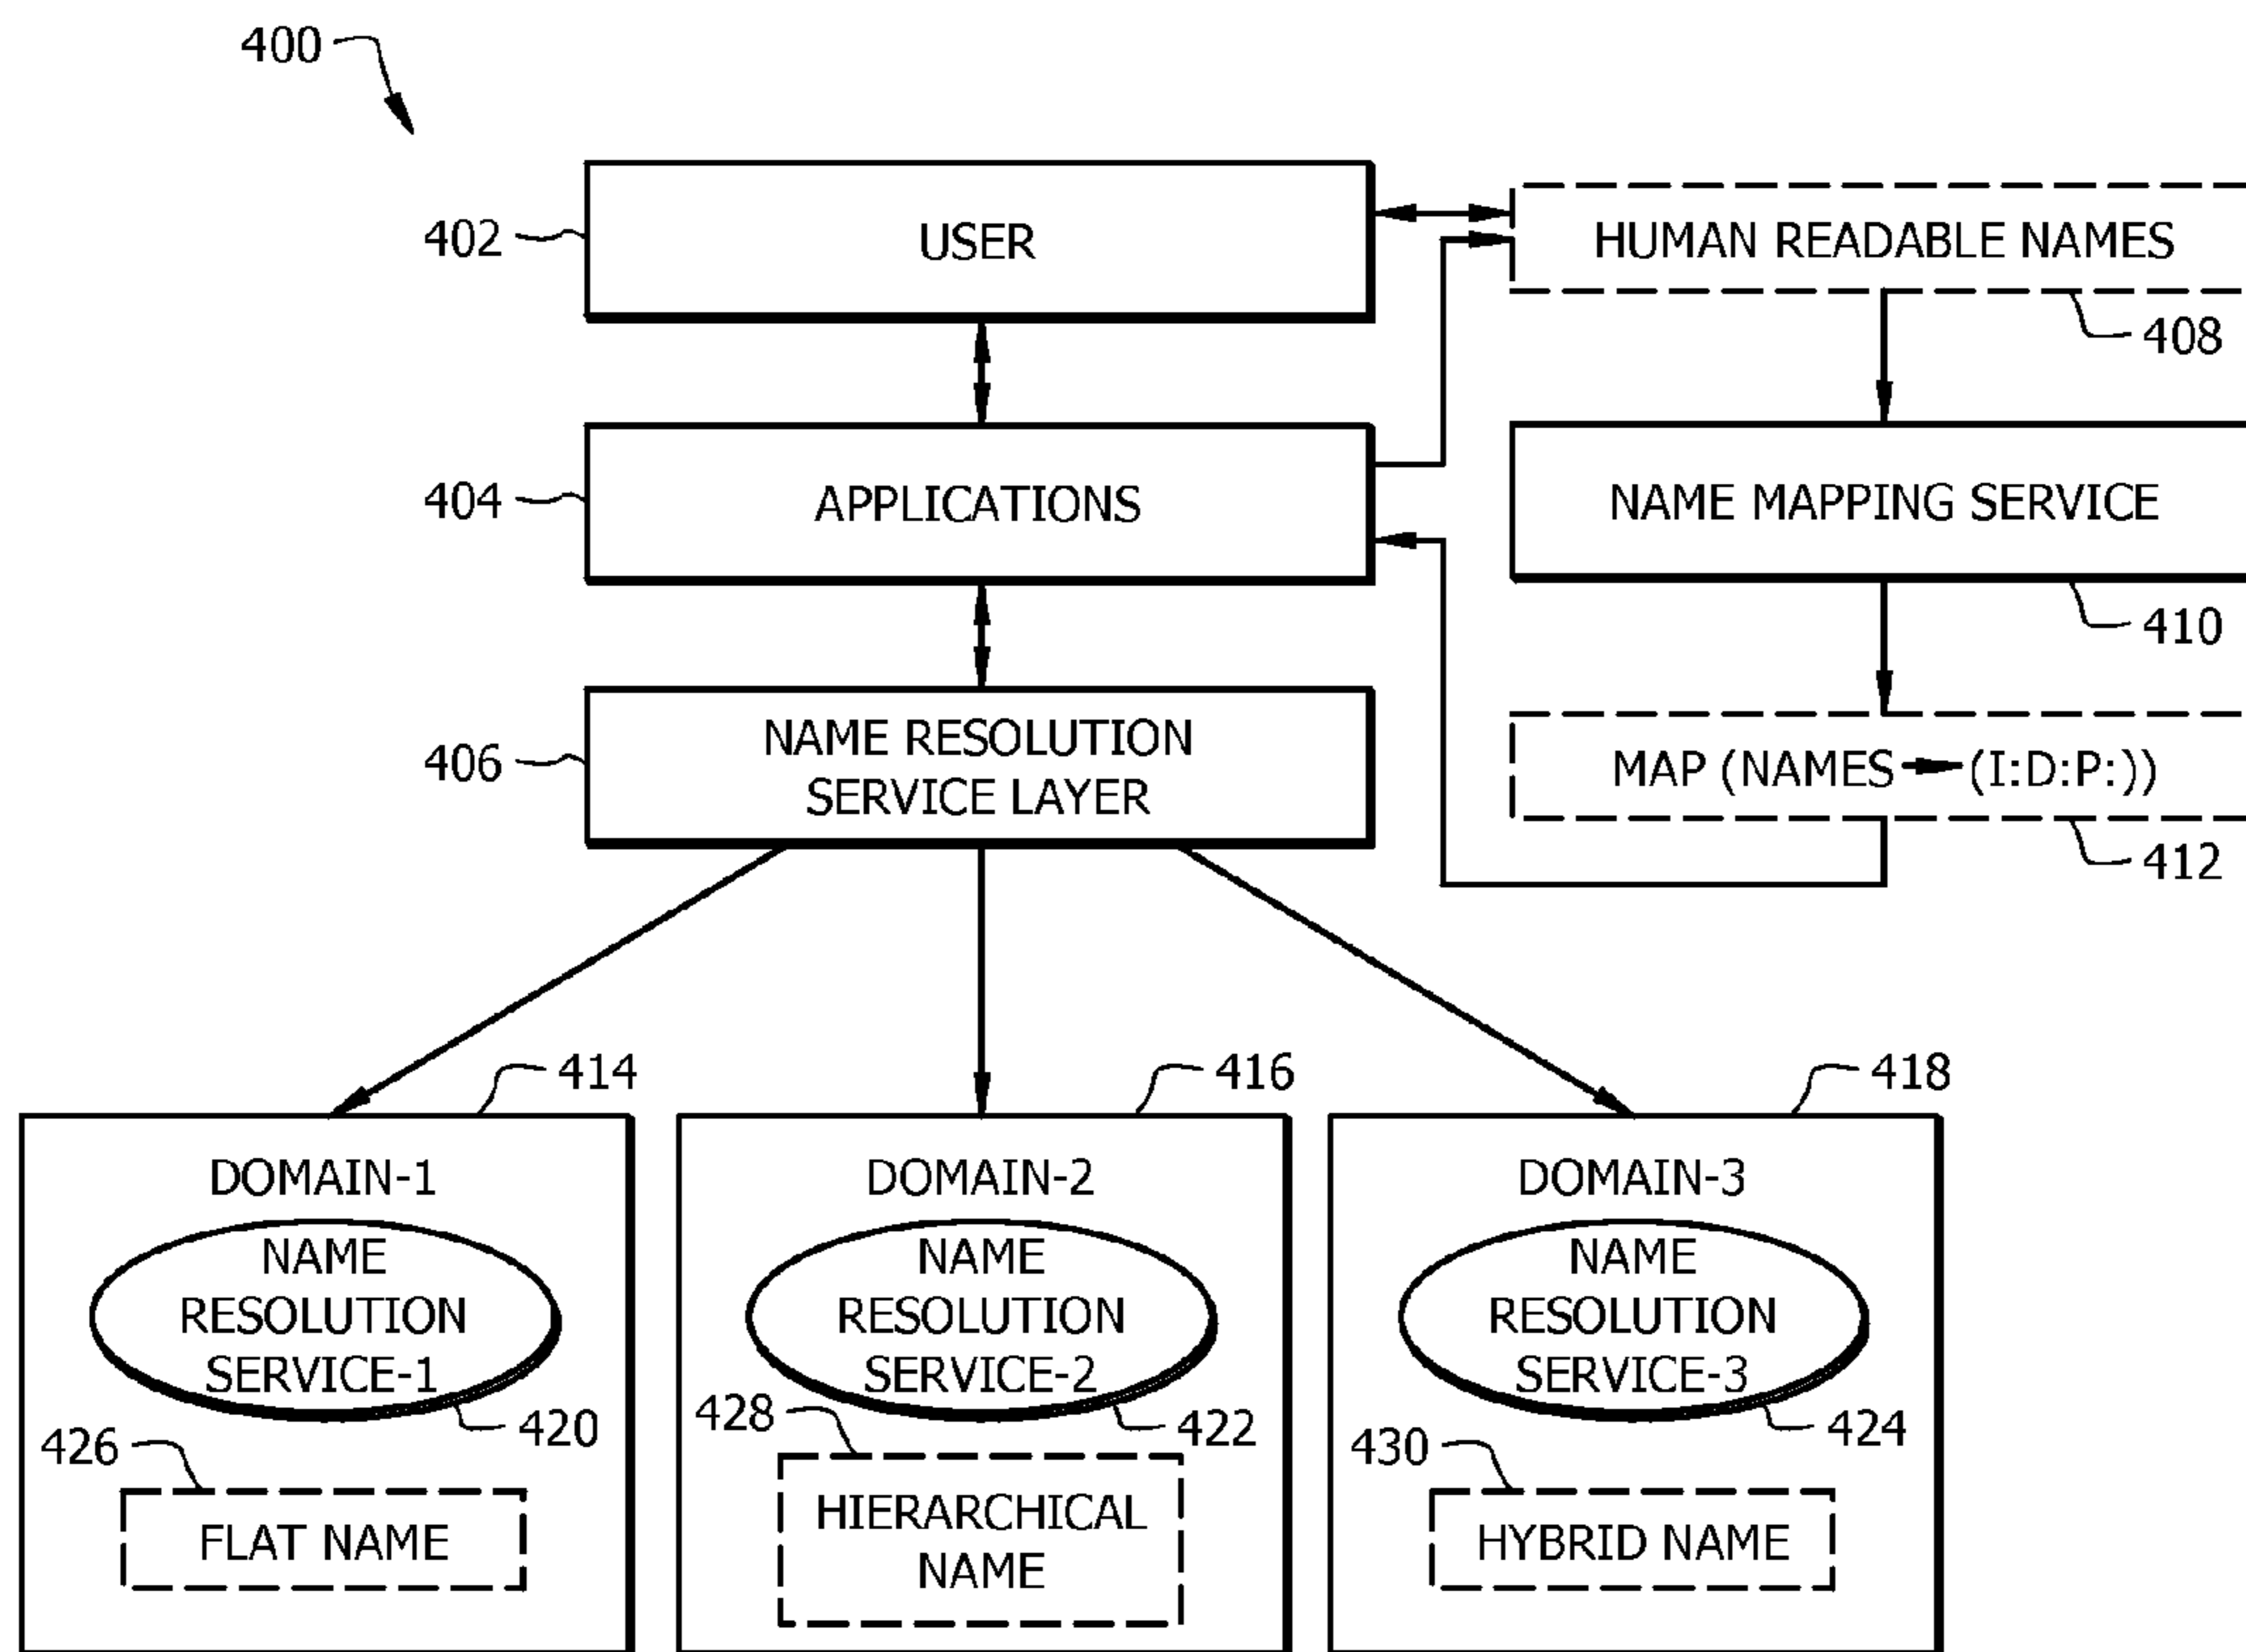 400
402
USER
HUMAN READABLE NAMES
408
404
APPLICATIONS
NAME MAPPING SERVICE
410
406
NAME RESOLUTION
SERVICE LAYER
MAP (NAMES➞(I:D:P:))
412
414
416
418
DOMAIN-1
NAME
RESOLUTION
SERVICE-1
420
426
FLAT NAME
DOMAIN-2
NAME
RESOLUTION
SERVICE-2
422
428
HIERARCHICAL
NAME
DOMAIN-3
NAME
RESOLUTION
SERVICE-3
424
430
HYBRID NAME